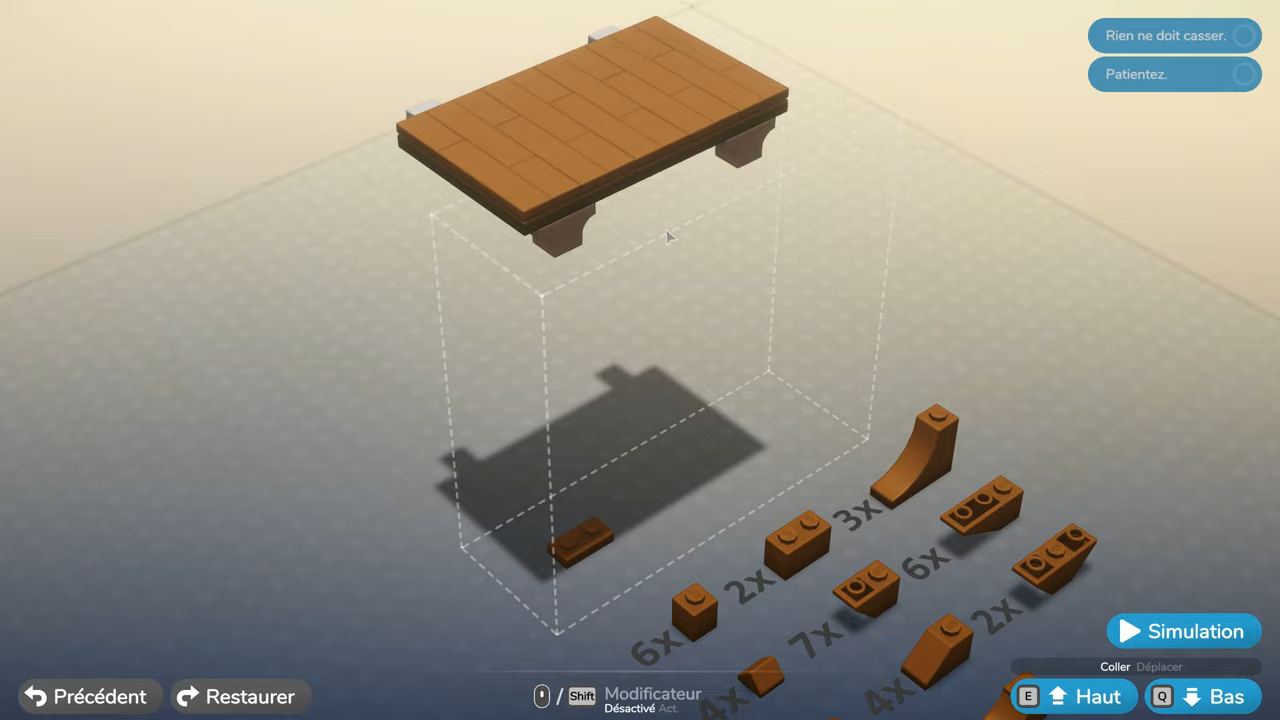 Rien ne doit casser.
Patientez.
3x
2x
6x
6x
7x
2x
4x
4x
Simulation
Coller Déplacer
Précédent
Restaurer
/ Shift Modificateur
Désactivé Act.
E Haut
Q Bas